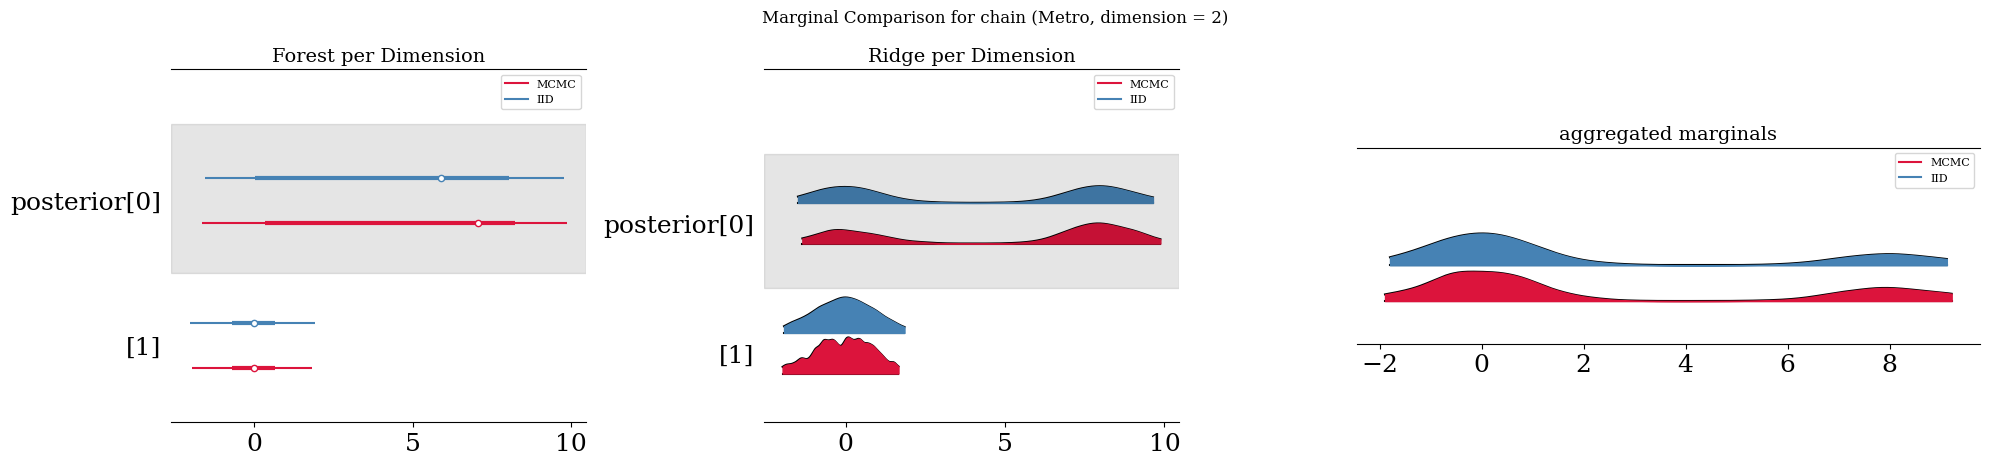 Marginal Comparison for chain (Metro, dimension = 2)
Forest per Dimension
MCMC
IID
posterior[0]
[1]
0 5 10
Ridge per Dimension
MCMC
IID
posterior[0]
[1]
0 5 10
aggregated marginals
MCMC
IID
−2 0 2 4 6 8